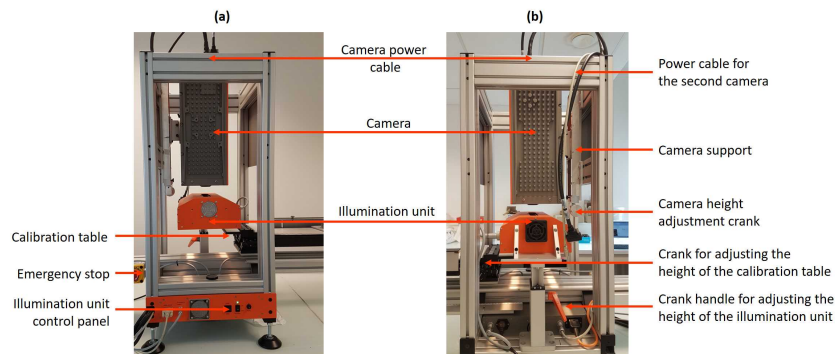 (a)
(b)
Camera power
cable
Power cable for
the second camera
Camera
Camera support
Illumination unit
Camera height
adjustment crank
Calibration table
Crank for adjusting the
height of the calibration table
Emergency stop
Illumination unit
control panel
Crank handle for adjusting the
height of the illumination unit